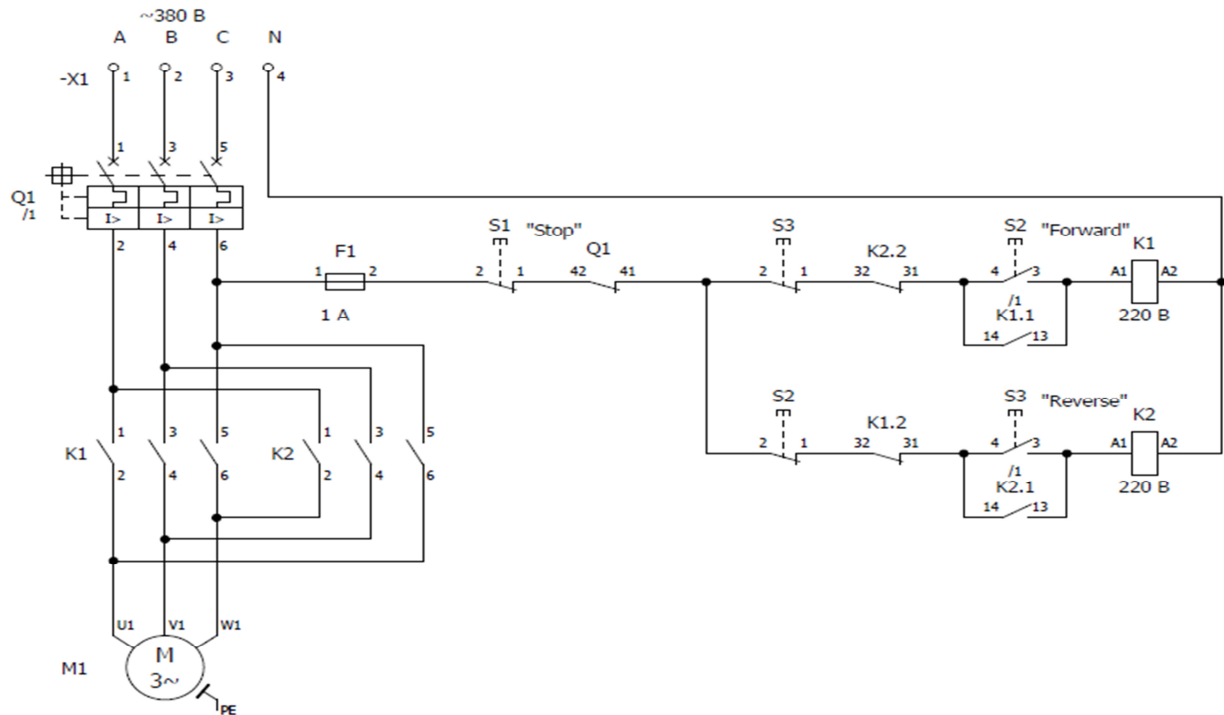 ~380 В
A B C N
-X1 1 2 3 4
1 3 5
Q1
/1
I> I> I>
2 4 6
F1
1 2
1 A
S1 "Stop"
2 1
Q1
42 41
S3
2 1
K2.2
32 31
S2 "Forward"
4 3
/1
K1.1
14 13
K1
A1 A2
220 В
S2
2 1
K1.2
32 31
S3 "Reverse"
4 3
/1
K2.1
14 13
K2
A1 A2
220 В
K1
1 3 5
2 4 6
K2
1 3 5
2 4 6
U1 V1 W1
M1
M
3~
PE